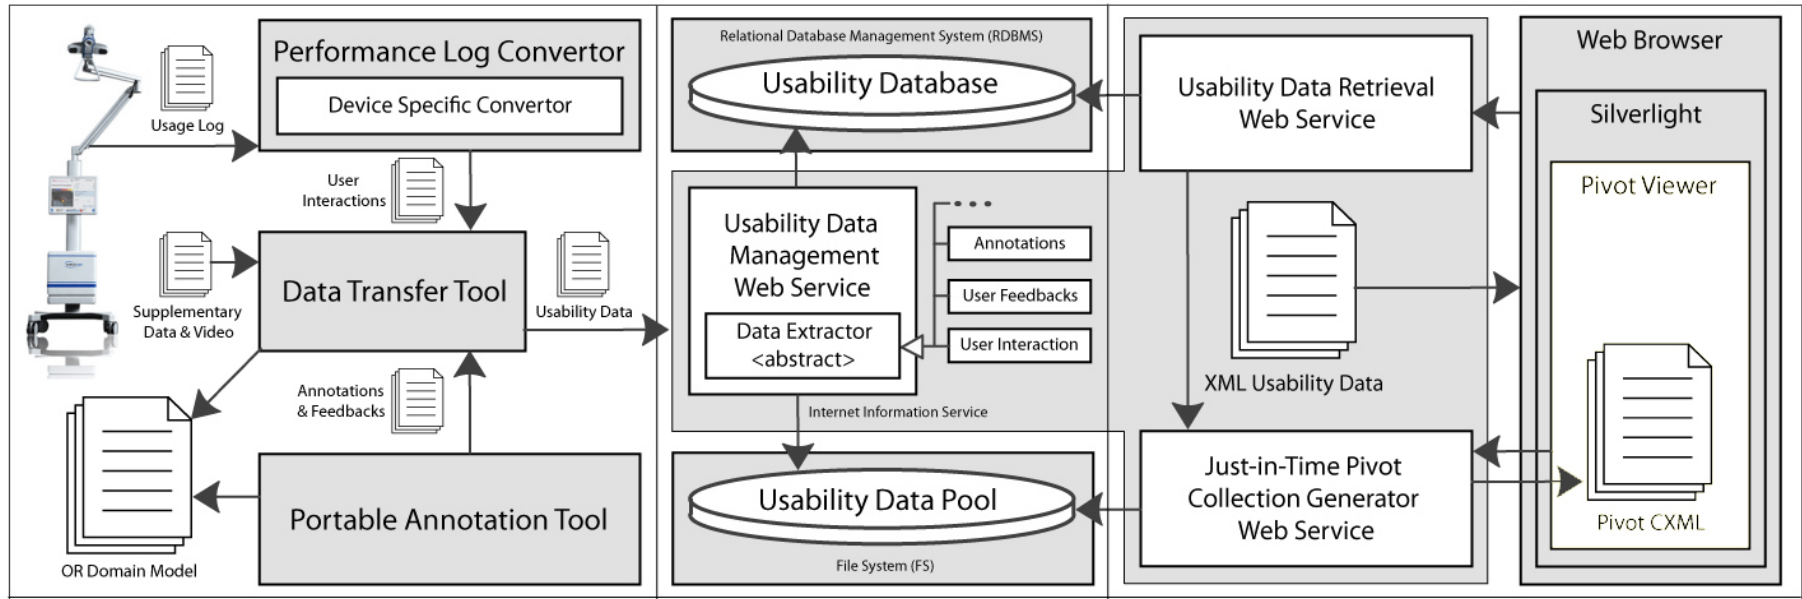 Usage Log
Performance Log Convertor
Device Specific Convertor
User
Interactions
Supplementary
Data & Video
Data Transfer Tool
Usability Data
Annotations
& Feedbacks
OR Domain Model
Portable Annotation Tool
Relational Database Management System (RDBMS)
Usability Database
Usability Data
Management
Web Service
Data Extractor
<abstract>
Annotations
User Feedbacks
User Interaction
Internet Information Service
Usability Data Pool
File System (FS)
Usability Data Retrieval
Web Service
XML Usability Data
Just-in-Time Pivot
Collection Generator
Web Service
Web Browser
Silverlight
Pivot Viewer
Pivot CXML